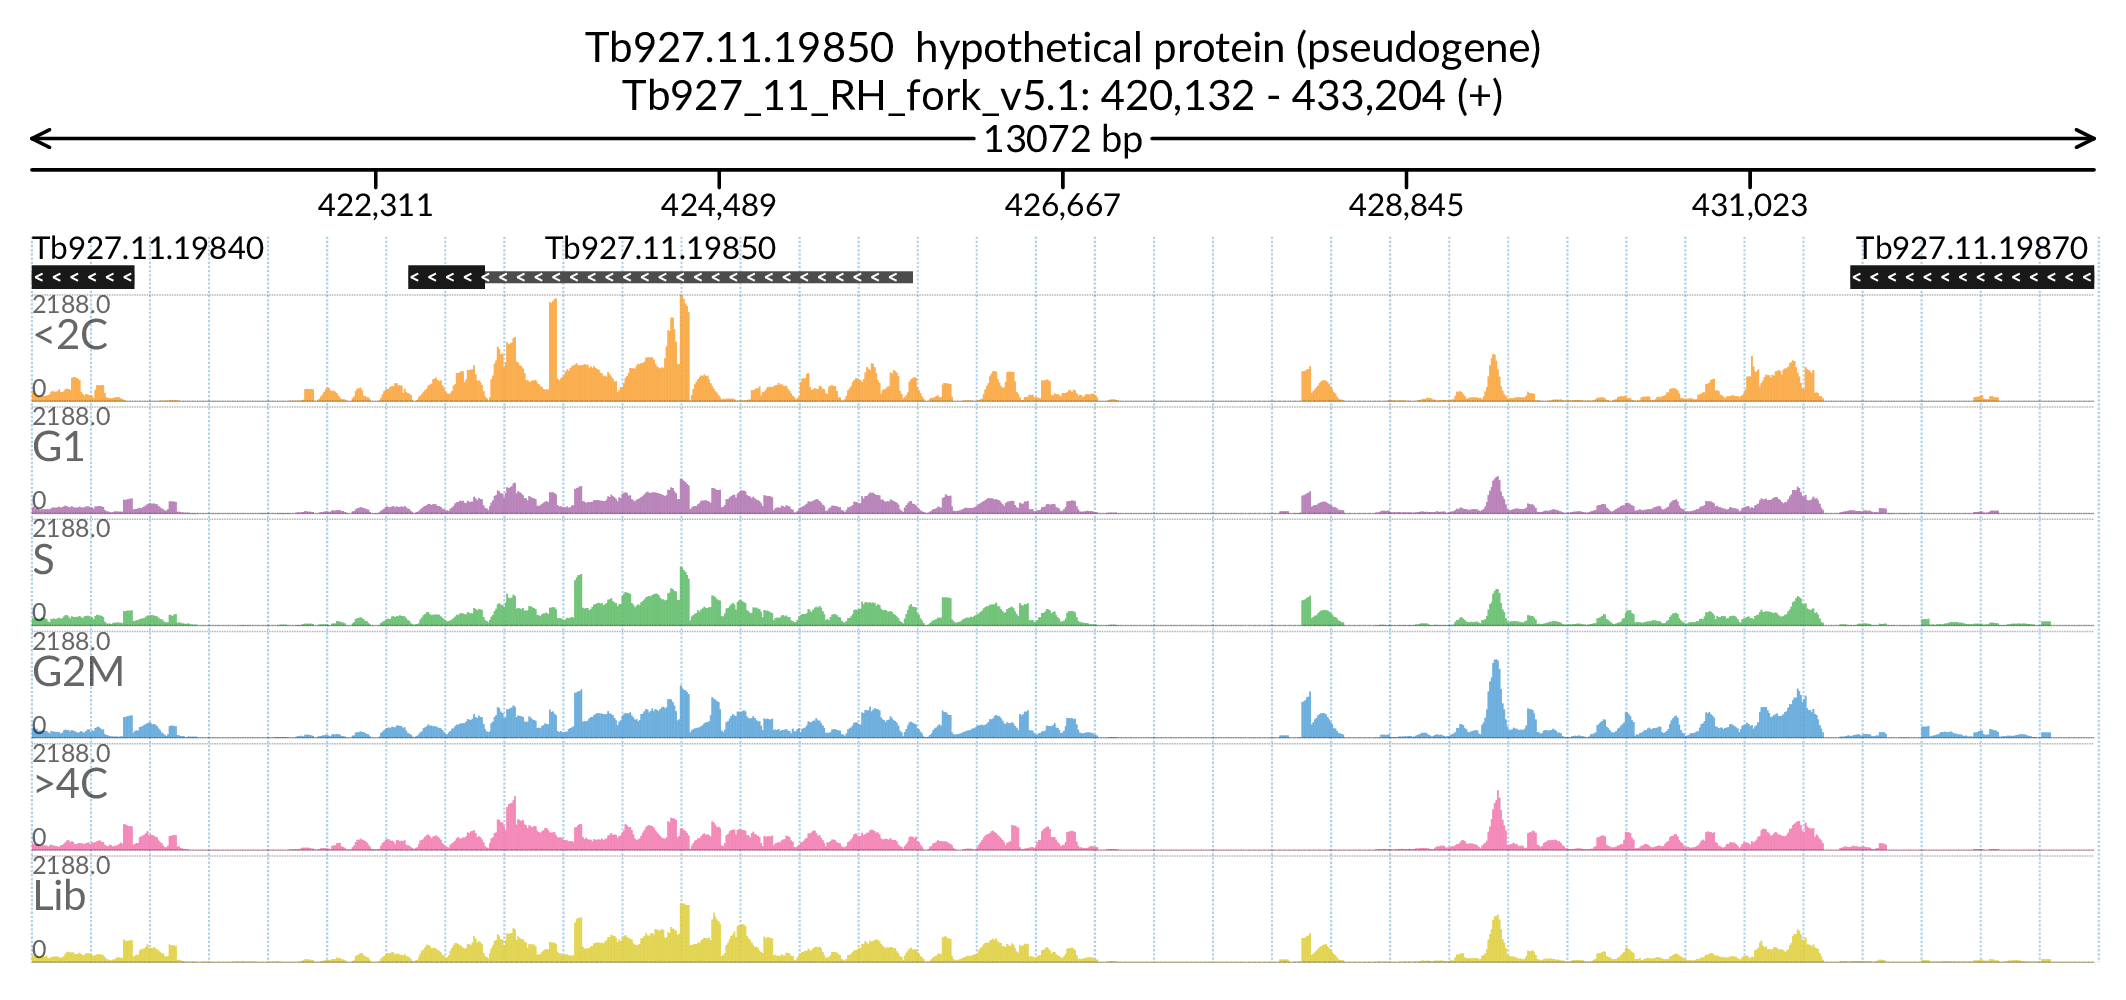 Tb927.11.19850  hypothetical protein (pseudogene)
Tb927_11_RH_fork_v5.1: 420,132 - 433,204 (+)
13072 bp
422,311 424,489 426,667 428,845 431,023
Tb927.11.19840 Tb927.11.19850 Tb927.11.19870
2188.0
<2C
0
2188.0
G1
0
2188.0
S
0
2188.0
G2M
0
2188.0
>4C
0
2188.0
Lib
0